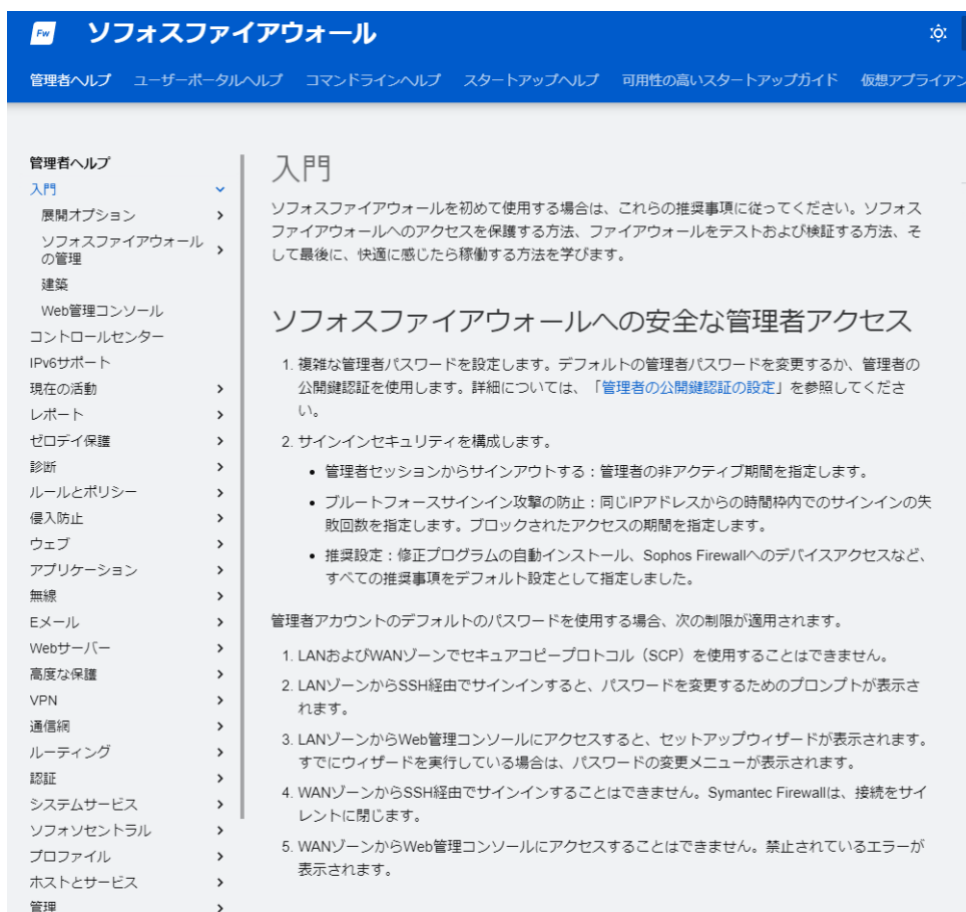 Fw ソフォスファイアウォール
管理者ヘルプ ユーザーポータルヘルプ コマンドラインヘルプ スタートアップヘルプ 可用性の高いスタートアップガイド 仮想アプライアン
管理者ヘルプ
入門
展開オプション
ソフォスファイアウォール
の管理
建築
Web管理コンソール
コントロールセンター
IPv6サポート
現在の活動
レポート
ゼロデイ保護
診断
ルールとポリシー
侵入防止
ウェブ
アプリケーション
無線
Eメール
Webサーバー
高度な保護
VPN
通信網
ルーティング
認証
システムサービス
ソフォソセントラル
プロファイル
ホストとサービス
管理
入門
ソフォスファイアウォールを初めて使用する場合は、これらの推奨事項に従ってください。ソフォス
ファイアウォールへのアクセスを保護する方法、ファイアウォールをテストおよび検証する方法、そ
して最後に、快適に感じたら稼働する方法を学びます。
ソフォスファイアウォールへの安全な管理者アクセス
1. 複雑な管理者パスワードを設定します。デフォルトの管理者パスワードを変更するか、管理者の
公開鍵認証を使用します。詳細については、「管理者の公開鍵認証の設定」を参照してくださ
い。
2. サインインセキュリティを構成します。
• 管理者セッションからサインアウトする：管理者の非アクティブ期間を指定します。
• ブルートフォースサインイン攻撃の防止：同じIPアドレスからの時間枠内でのサインインの失
敗回数を指定します。ブロックされたアクセスの期間を指定します。
• 推奨設定：修正プログラムの自動インストール、Sophos Firewallへのデバイスアクセスなど、
すべての推奨事項をデフォルト設定として指定しました。
管理者アカウントのデフォルトのパスワードを使用する場合、次の制限が適用されます。
1. LANおよびWANゾーンでセキュアコピープロトコル（SCP）を使用することはできません。
2. LANゾーンからSSH経由でサインインすると、パスワードを変更するためのプロンプトが表示さ
れます。
3. LANゾーンからWeb管理コンソールにアクセスすると、セットアップウィザードが表示されます。
すでにウィザードを実行している場合は、パスワードの変更メニューが表示されます。
4. WANゾーンからSSH経由でサインインすることはできません。Symantec Firewallは、接続をサイ
レントに閉じます。
5. WANゾーンからWeb管理コンソールにアクセスすることはできません。禁止されているエラーが
表示されます。